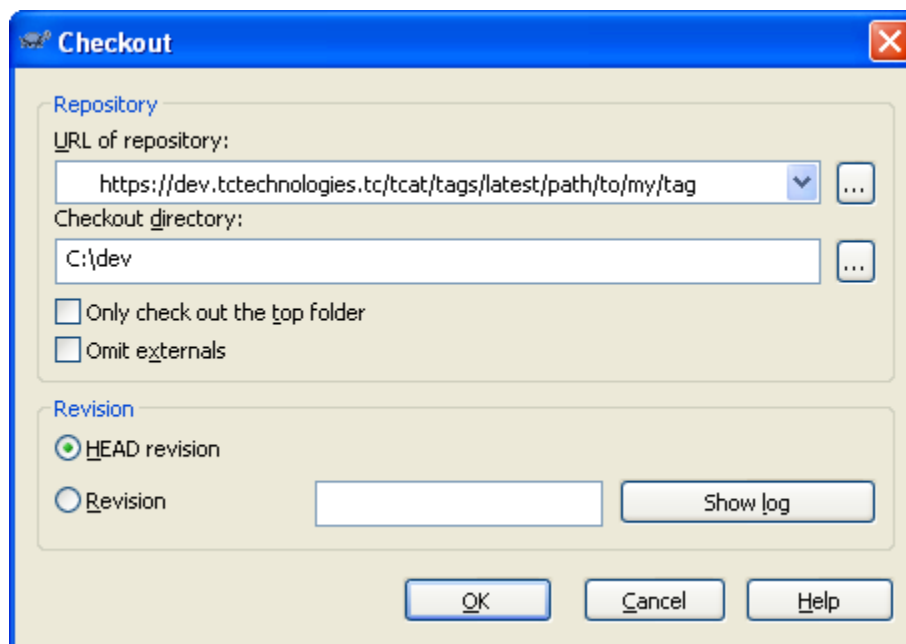 Checkout
Repository
URL of repository:
https://dev.tctechnologies.tc/tcat/tags/latest/path/to/my/tag
...
Checkout directory:
C:\dev
...
Only check out the top folder
Omit externals
Revision
HEAD revision
Revision
Show log
OK Cancel Help